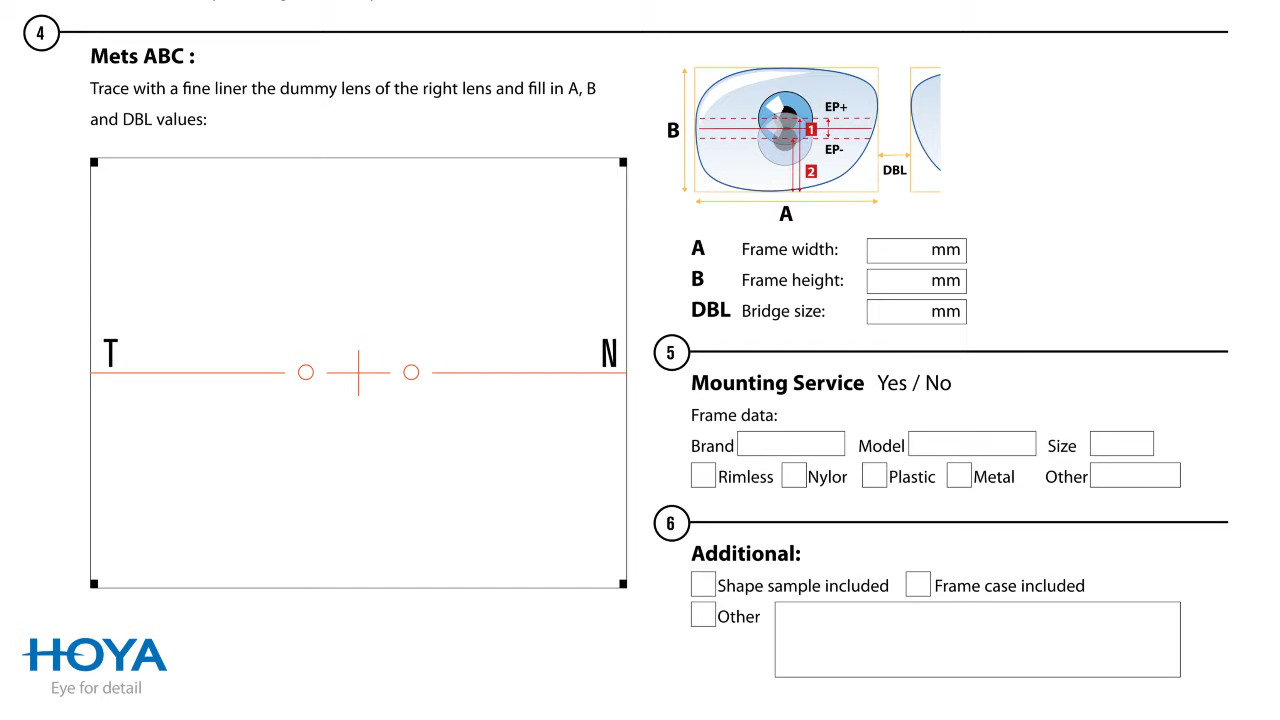 4
Mets ABC :
Trace with a fine liner the dummy lens of the right lens and fill in A, B
and DBL values:
T N
B
EP+
1
EP-
2
DBL
A
A Frame width: mm
B Frame height: mm
DBL Bridge size: mm
5
Mounting Service Yes / No
Frame data:
Brand Model Size
Rimless Nylor Plastic Metal Other
6
Additional:
Shape sample included Frame case included
Other
HOYA
Eye for detail